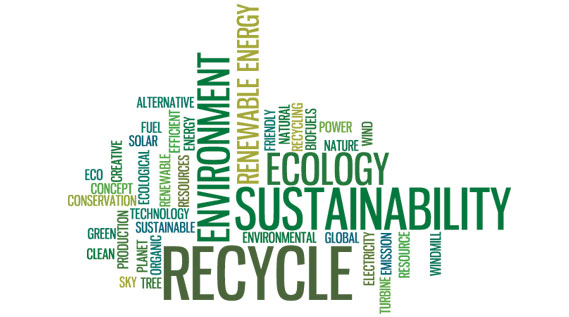 RENEWABLE ENERGY
ENVIRONMENT
ALTERNATIVE
FUEL
SOLAR
EFFICIENT
ENERGY
FRIENDLY
NATURAL
RECYCLING
BIOFUELS
POWER
WIND
NATURE
ECO
CREATIVE
CONCEPT
CONSERVATION
ECOLOGICAL
RENEWABLE
RESOURCES
ECOLOGY
SUSTAINABILITY
TECHNOLOGY
SUSTAINABLE
GREEN
PRODUCTION
CLEAN
PLANET
ORGANIC
SKY
TREE
ENVIRONMENTAL
GLOBAL
RECYCLE
ELECTRICITY
TURBINE
EMISSION
RESOURCE
WINDMILL